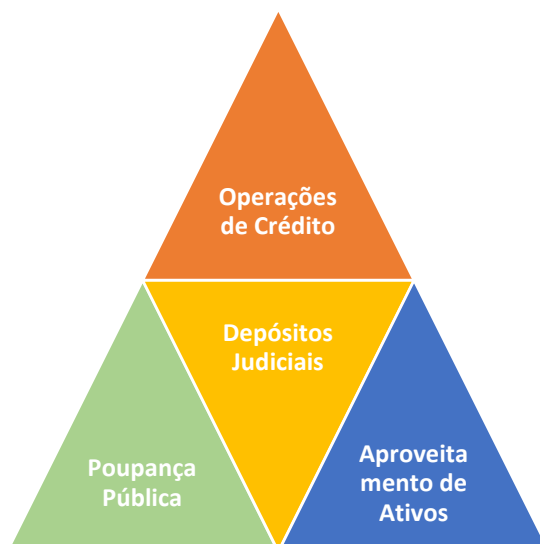 Operações
de Crédito
Depósitos
Judiciais
Poupança
Pública
Aproveita
mento de
Ativos